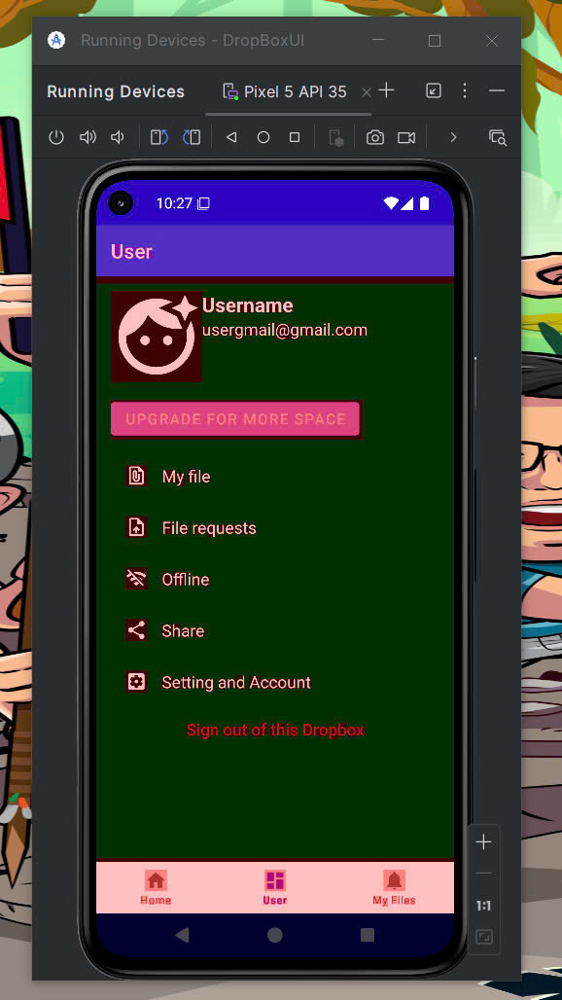 Running Devices - DropBoxUI
Running Devices
Pixel 5 API 35
10:27
User
Username
usergmail@gmail.com
UPGRADE FOR MORE SPACE
My file
File requests
Offline
Share
Setting and Account
Sign out of this Dropbox
Home
User
My Files
1:1